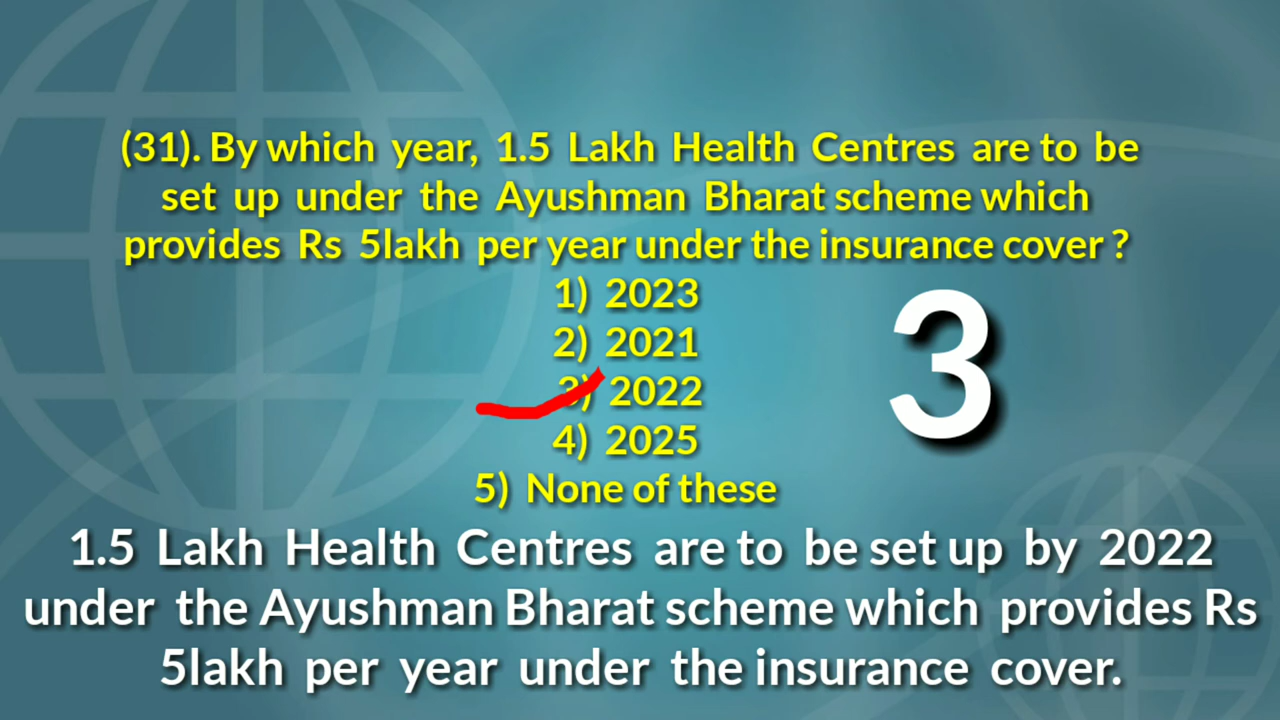 (31). By which year, 1.5 Lakh Health Centres are to be
set up under the Ayushman Bharat scheme which
provides Rs 5lakh per year under the insurance cover ?
1) 2023
2) 2021
3) 2022
4) 2025
5) None of these
3
1.5 Lakh Health Centres are to be set up by 2022
under the Ayushman Bharat scheme which provides Rs
5lakh per year under the insurance cover.